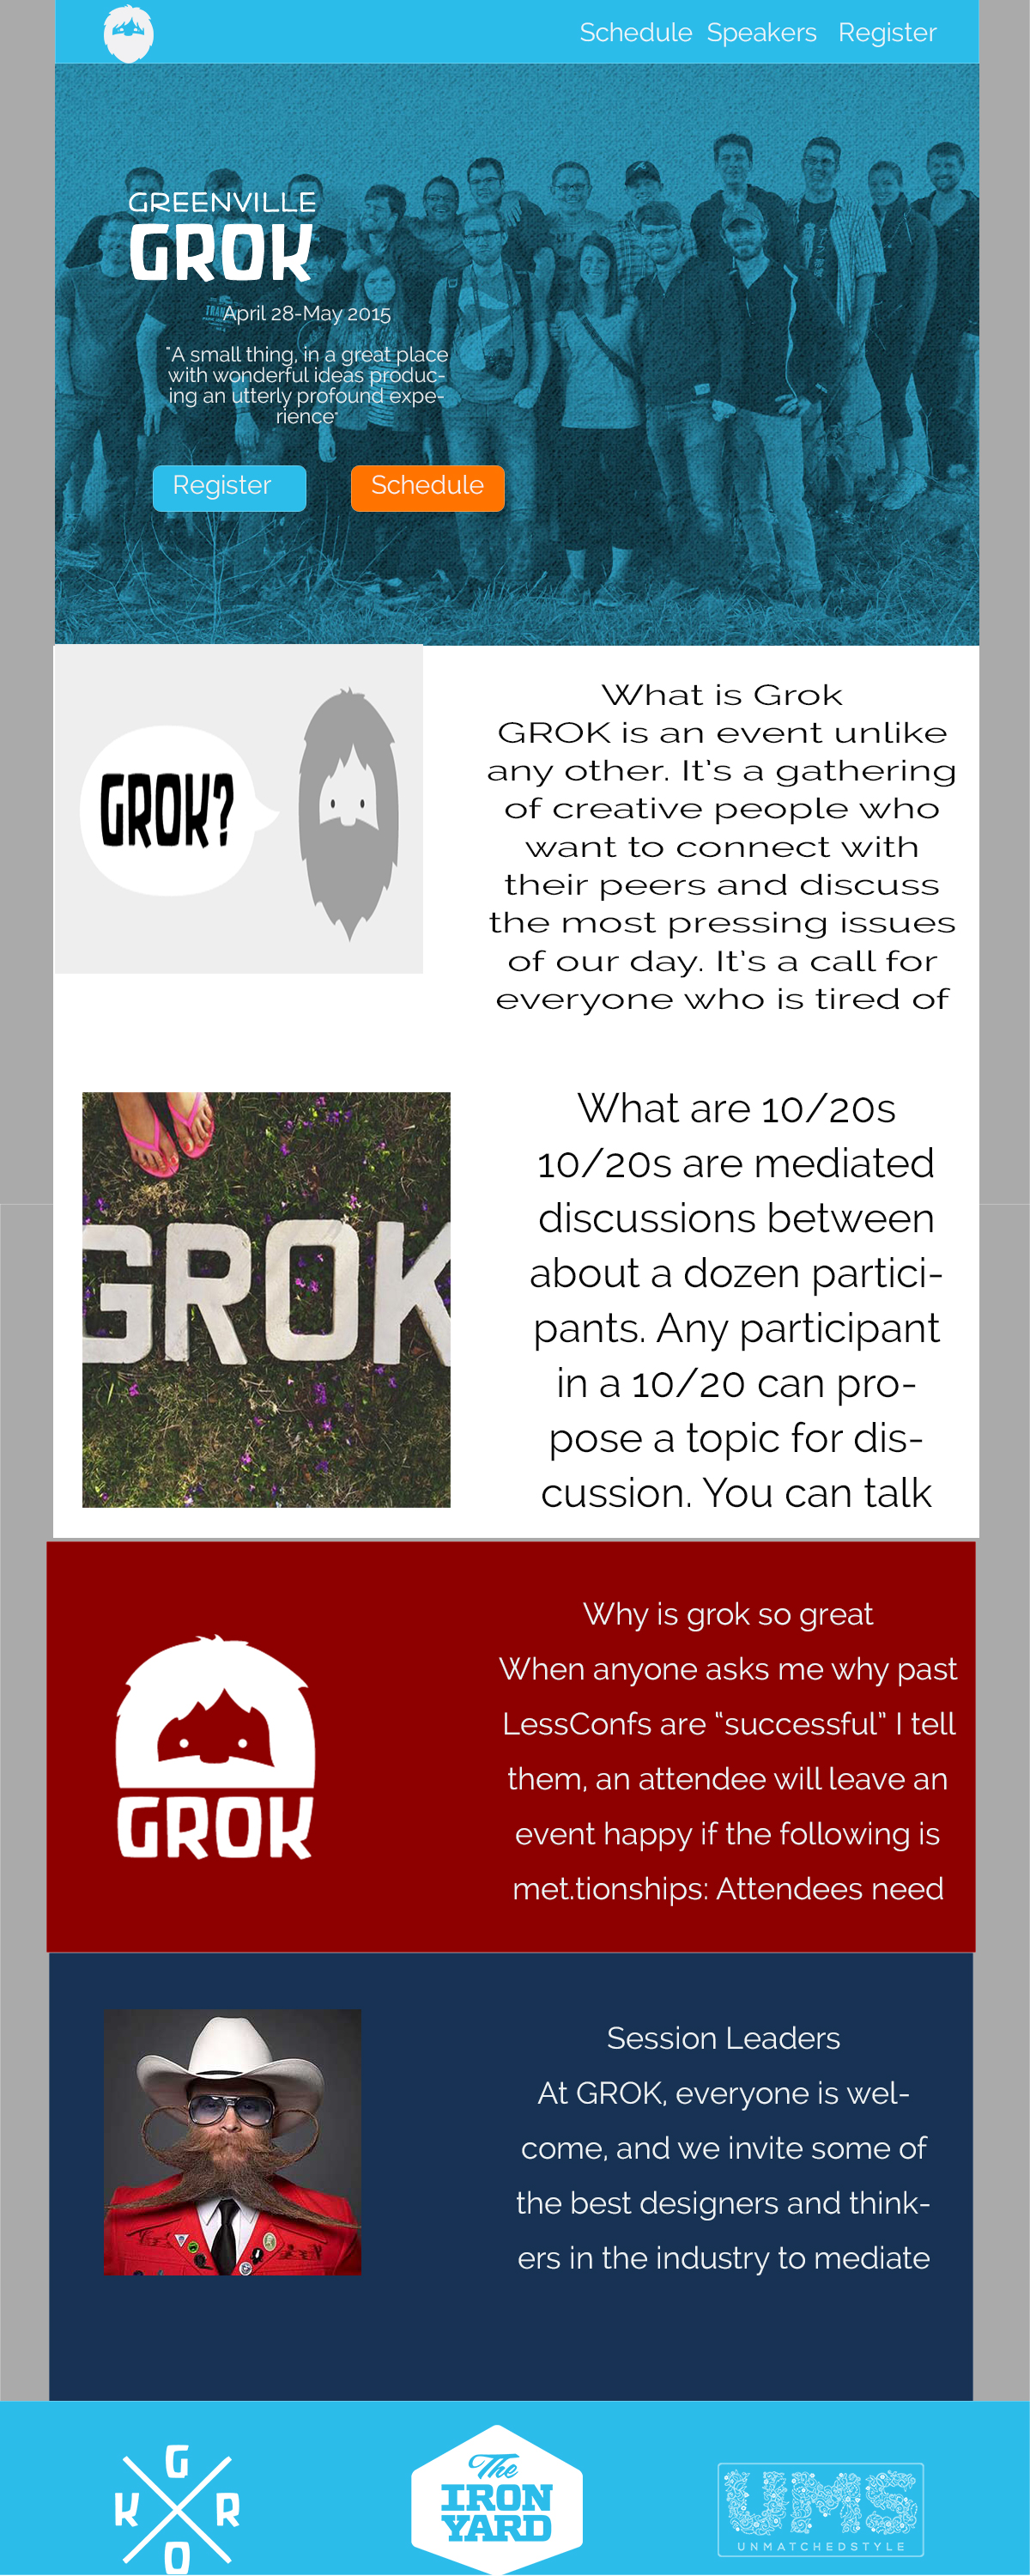 Schedule Speakers Register
GREENVILLE
GROK
April 28-May 2015
"A small thing, in a great place
with wonderful ideas produc-
ing an utterly profound expe-
rience"
Register Schedule
GROK?
What is Grok
GROK is an event unlike
any other. It's a gathering
of creative people who
want to connect with
their peers and discuss
the most pressing issues
of our day. It's a call for
everyone who is tired of
GROK
What are 10/20s
10/20s are mediated
discussions between
about a dozen partici-
pants. Any participant
in a 10/20 can pro-
pose a topic for dis-
cussion. You can talk
GROK
Why is grok so great
When anyone asks me why past
LessConfs are “successful” I tell
them, an attendee will leave an
event happy if the following is
met.tionships: Attendees need
Session Leaders
At GROK, everyone is wel-
come, and we invite some of
the best designers and think-
ers in the industry to mediate
G
K R
O
The
IRON
YARD
UMS
UNMATCHEDSTYLE